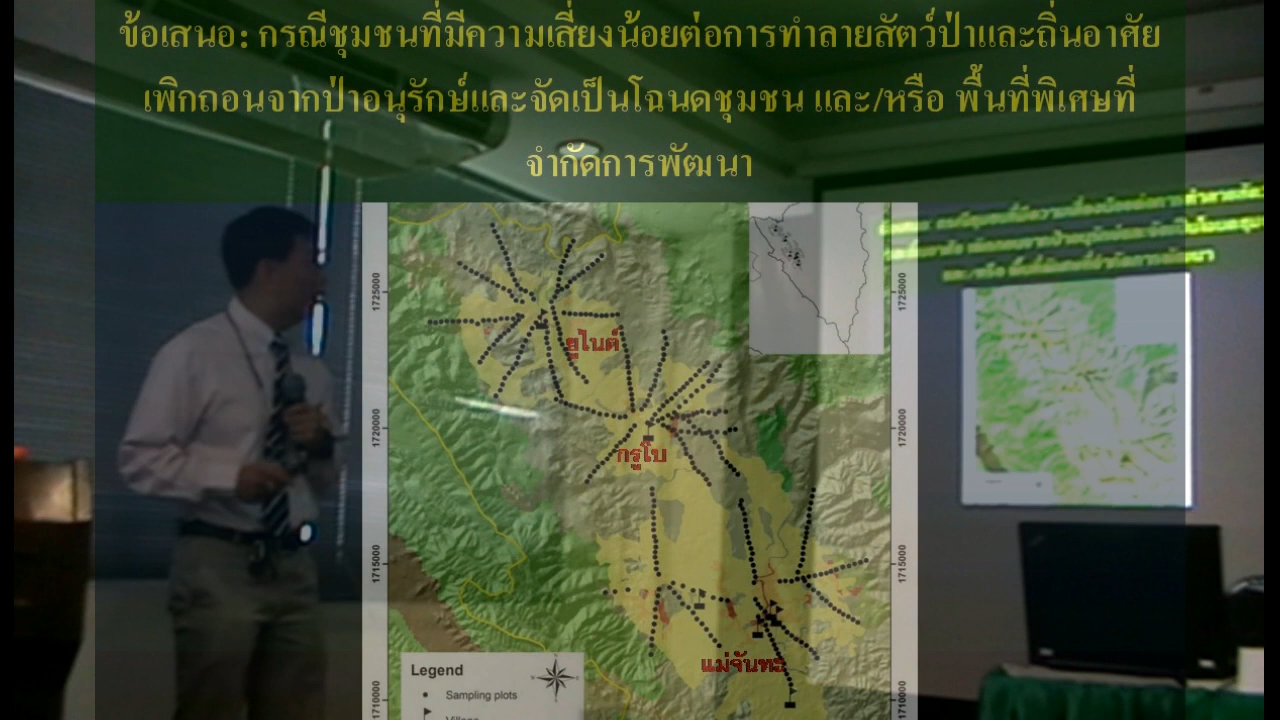 ข้อเสนอ: กรณีชุมชนที่มีความเสี่ยงน้อยต่อการทำลายสัตว์ป่าและถิ่นอาศัย
เพิกถอนจากป่าอนุรักษ์และจัดเป็นโฉนดชุมชน และ/หรือ พื้นที่พิเศษที่
จำกัดการพัฒนา
1725000
1725000
ยูไนต์
1720000
1720000
กรูโบ
1715000
1715000
แม่จันทะ
1710000
1710000
Legend
Sampling plots
Village